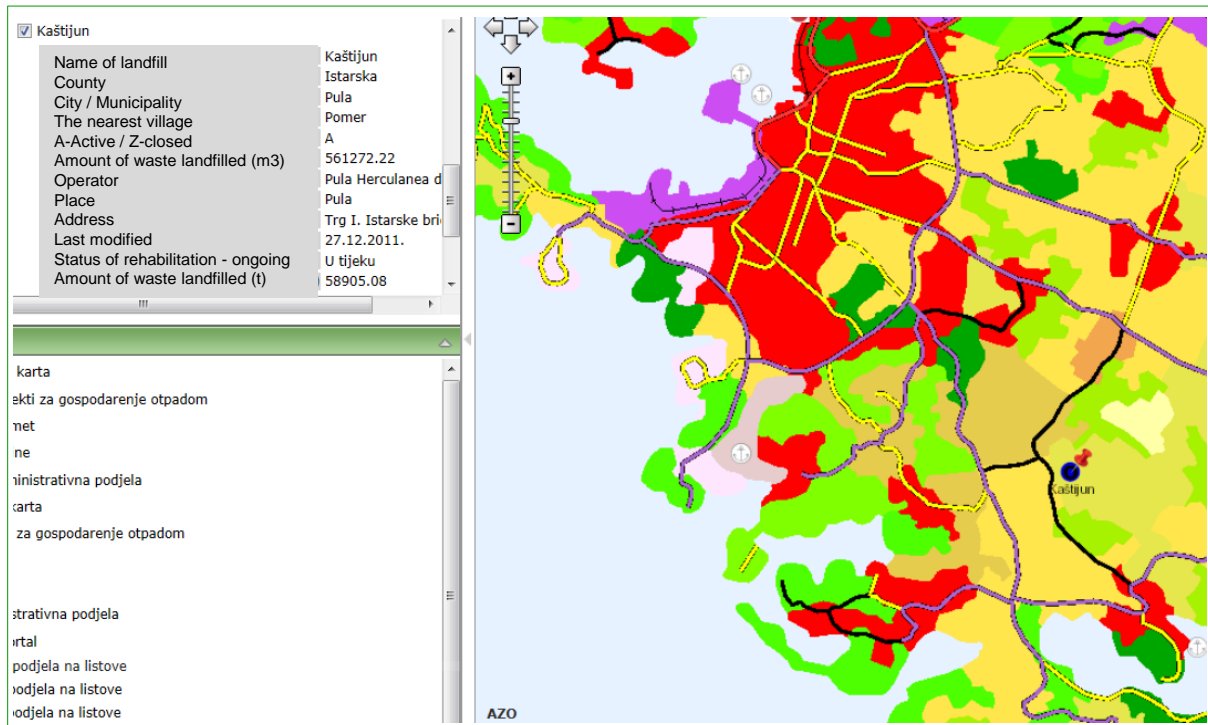 Kaštijun
Name of landfill Kaštijun
County Istarska
City / Municipality Pula
The nearest village Pomer
A-Active / Z-closed A
Amount of waste landfilled (m3) 561272.22
Operator Pula Herculanea d
Place Pula
Address Trg I. Istarske bri
Last modified 27.12.2011.
Status of rehabilitation - ongoing U tijeku
Amount of waste landfilled (t) 58905.08
karta
ekti za gospodarenje otpadom
met
ne
ministrativna podjela
karta
za gospodarenje otpadom
strativna podjela
ortal
podjela na listove
podjela na listove
podjela na listove
Kaštijun
AZO